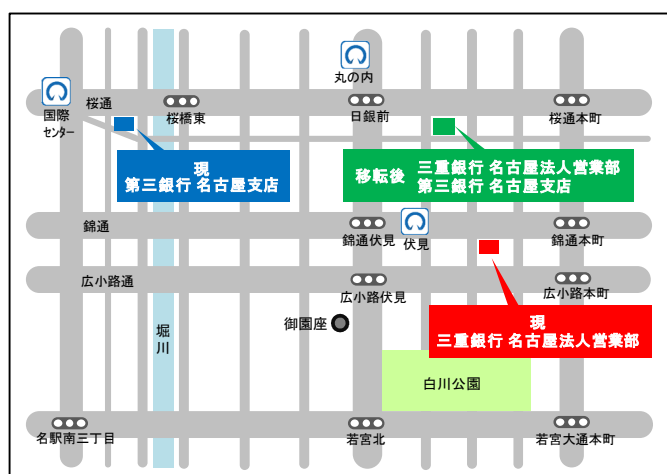 丸の内
国際
センター
桜通
桜橋東
日銀前
桜通本町
現
第三銀行 名古屋支店
移転後 三重銀行 名古屋法人営業部
第三銀行 名古屋支店
錦通
錦通伏見
伏見
錦通本町
広小路通
広小路伏見
広小路本町
堀川
御園座
現
三重銀行 名古屋法人営業部
白川公園
名駅南三丁目
若宮北
若宮大通本町